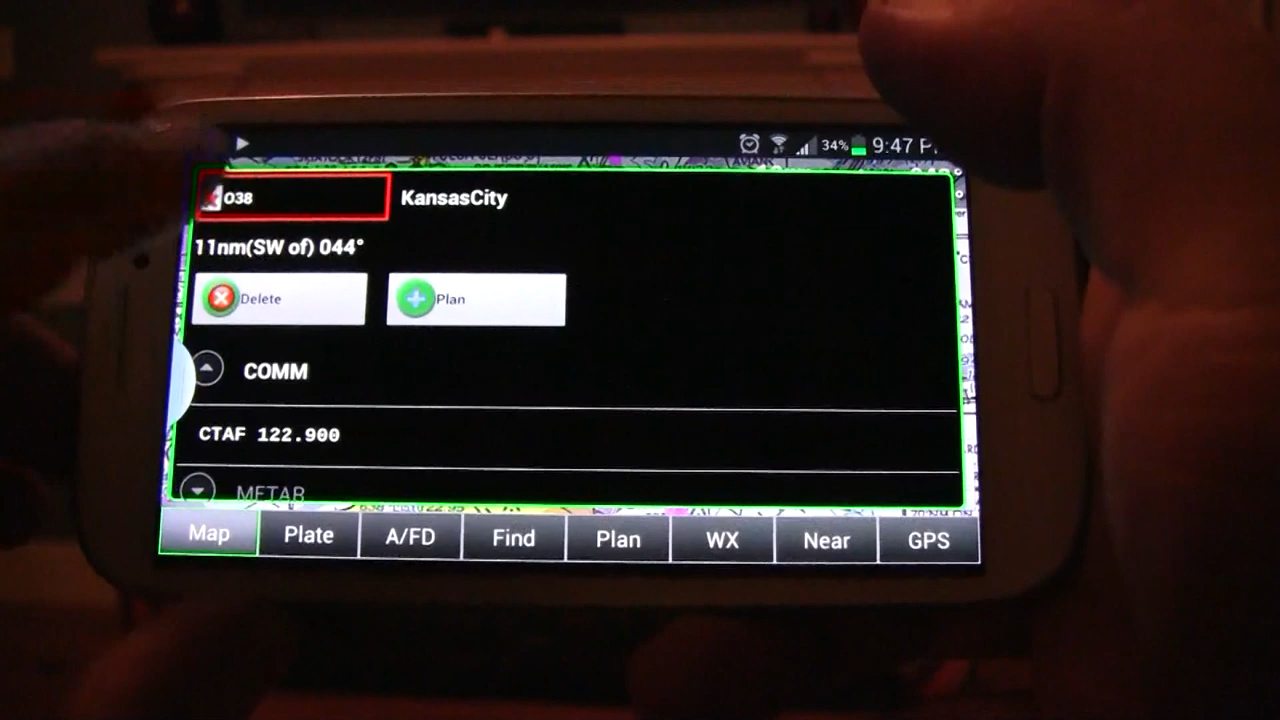 34% 9:47 P
O38 KansasCity
11nm(SW of) 044°
Delete Plan
COMM
CTAF 122.900
METAR
Map Plate A/FD Find Plan WX Near GPS